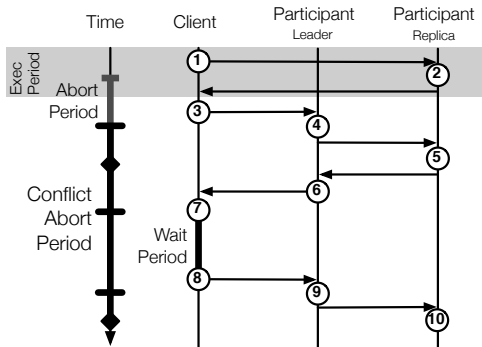 Time
Client
Participant
Leader
Participant
Replica
Exec
Period
1
2
Abort
Period
3
4
5
6
Conflict
Abort
Period
7
Wait
Period
8
9
10